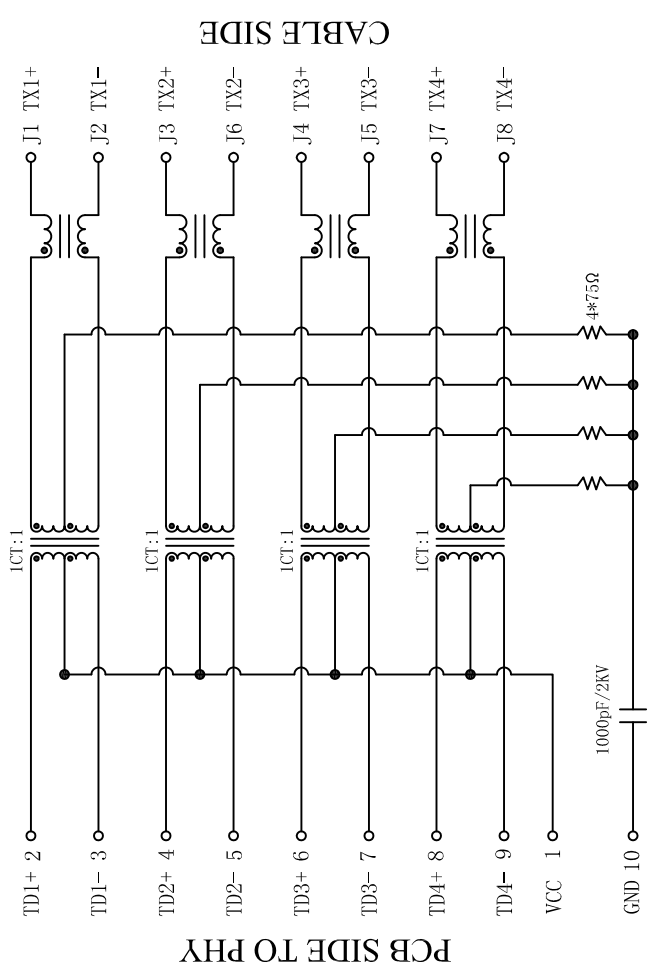 CABLE SIDE
J1 TX1+
J2 TX1-
J3 TX2+
J6 TX2-
J4 TX3+
J5 TX3-
J7 TX4+
J8 TX4-
4*75Ω
1CT:1
1CT:1
1CT:1
1CT:1
1000pF/2KV
TD1+ 2
TD1- 3
TD2+ 4
TD2- 5
TD3+ 6
TD3- 7
TD4+ 8
TD4- 9
VCC 1
GND 10
PCB SIDE TO PHY